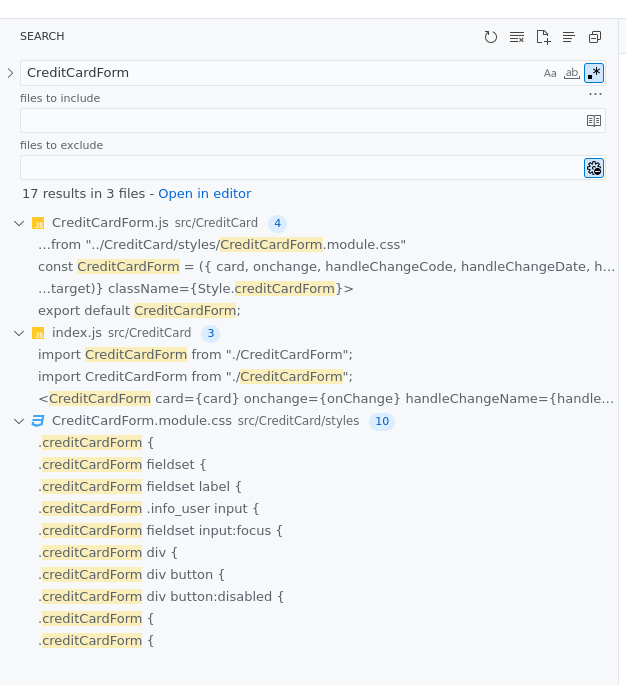 SEARCH
CreditCardForm
Aa
ab
files to include
...
files to exclude
17 results in 3 files - Open in editor
JS CreditCardForm.js src/CreditCard 4
...from "../CreditCard/styles/CreditCardForm.module.css"
const CreditCardForm = ({ card, onchange, handleChangeCode, handleChangeDate, h...
...target)} className={Style.creditCardForm}>
export default CreditCardForm;
JS index.js src/CreditCard 3
import CreditCardForm from "./CreditCardForm";
import CreditCardForm from "./CreditCardForm";
<CreditCardForm card={card} onchange={onChange} handleChangeName={handle...
CreditCardForm.module.css src/CreditCard/styles 10
.creditCardForm {
.creditCardForm fieldset {
.creditCardForm fieldset label {
.creditCardForm .info_user input {
.creditCardForm fieldset input:focus {
.creditCardForm div {
.creditCardForm div button {
.creditCardForm div button:disabled {
.creditCardForm {
.creditCardForm {